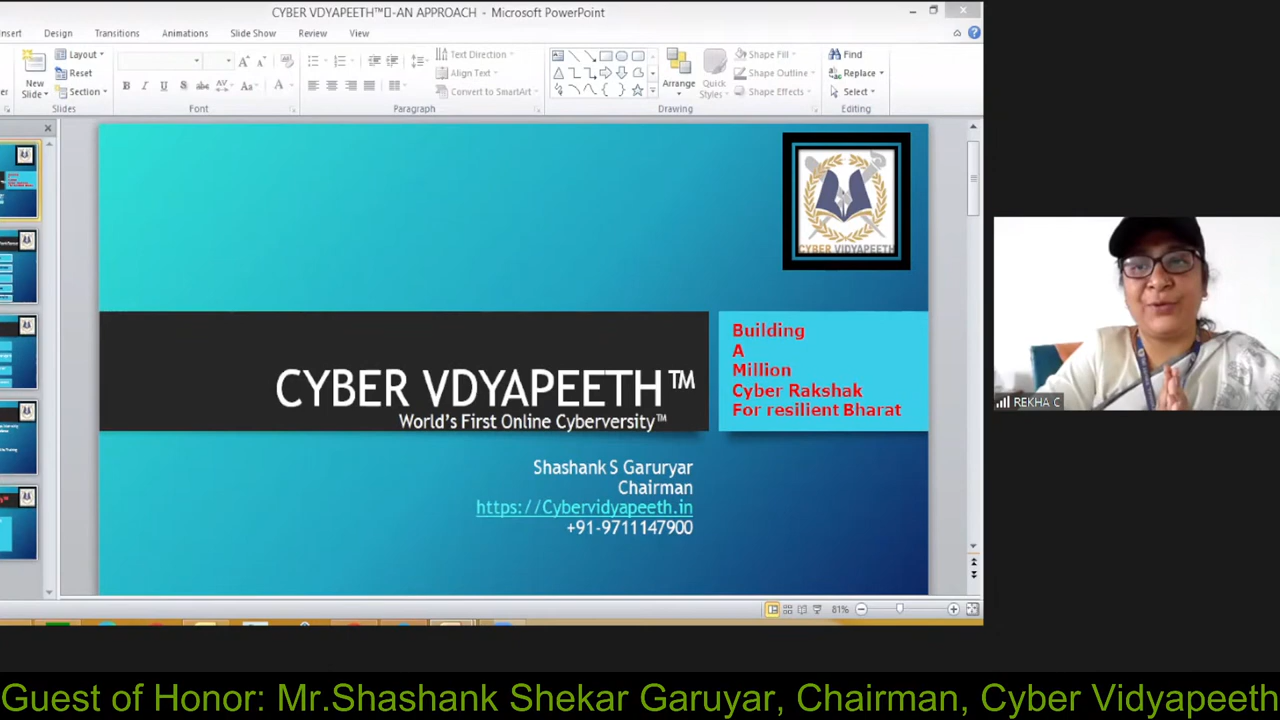 CYBER VDYAPEETH™-AN APPROACH - Microsoft PowerPoint
nsert Design Transitions Animations Slide Show Review View
New
Slide
Layout
Reset
Section
Slides
B I U S abc AV Aa A
Font
Text Direction
Align Text
Convert to SmartArt
Paragraph
Arrange
Quick
Styles
Shape Fill
Shape Outline
Shape Effects
Drawing
Find
Replace
Select
Editing
CYBER VIDYAPEETH
CYBER VDYAPEETH™
World's First Online Cyberversity™
Building
A
Million
Cyber Rakshak
For resilient Bharat
Shashank S Garuryar
Chairman
https://Cybervidyapeeth.in
+91-9711147900
81%
REKHA C
Guest of Honor: Mr.Shashank Shekar Garuyar, Chairman, Cyber Vidyapeeth